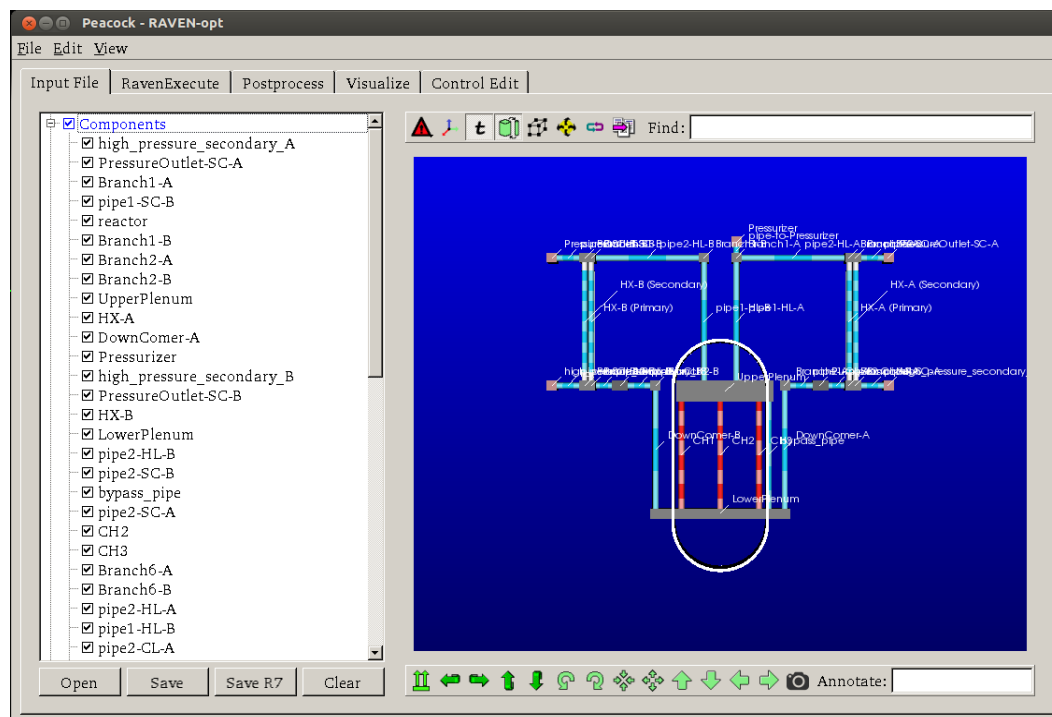 Peacock - RAVEN-opt
File Edit View
Input File RavenExecute Postprocess Visualize Control Edit
Components
high_pressure_secondary_A
PressureOutlet-SC-A
Branch1-A
pipe1-SC-B
reactor
Branch1-B
Branch2-A
Branch2-B
UpperPlenum
HX-A
DownComer-A
Pressurizer
high_pressure_secondary_B
PressureOutlet-SC-B
HX-B
LowerPlenum
pipe2-HL-B
pipe2-SC-B
bypass_pipe
pipe2-SC-A
CH2
CH3
Branch6-A
Branch6-B
pipe2-HL-A
pipe1-HL-B
pipe2-CL-A
Open Save Save R7 Clear
t Find:
Pressurizer
pipe-to-Pressurizer
pipe2-HL-B Branch1-A pipe2-HL-A
HX-B (Secondary) HX-A (Secondary)
HX-B (Primary) pipe1-HL-A HX-A (Primary)
UpperPlenum
DownComer-B CH1 CH2 bypass_pipe DownComer-A
LowerPlenum
Annotate: